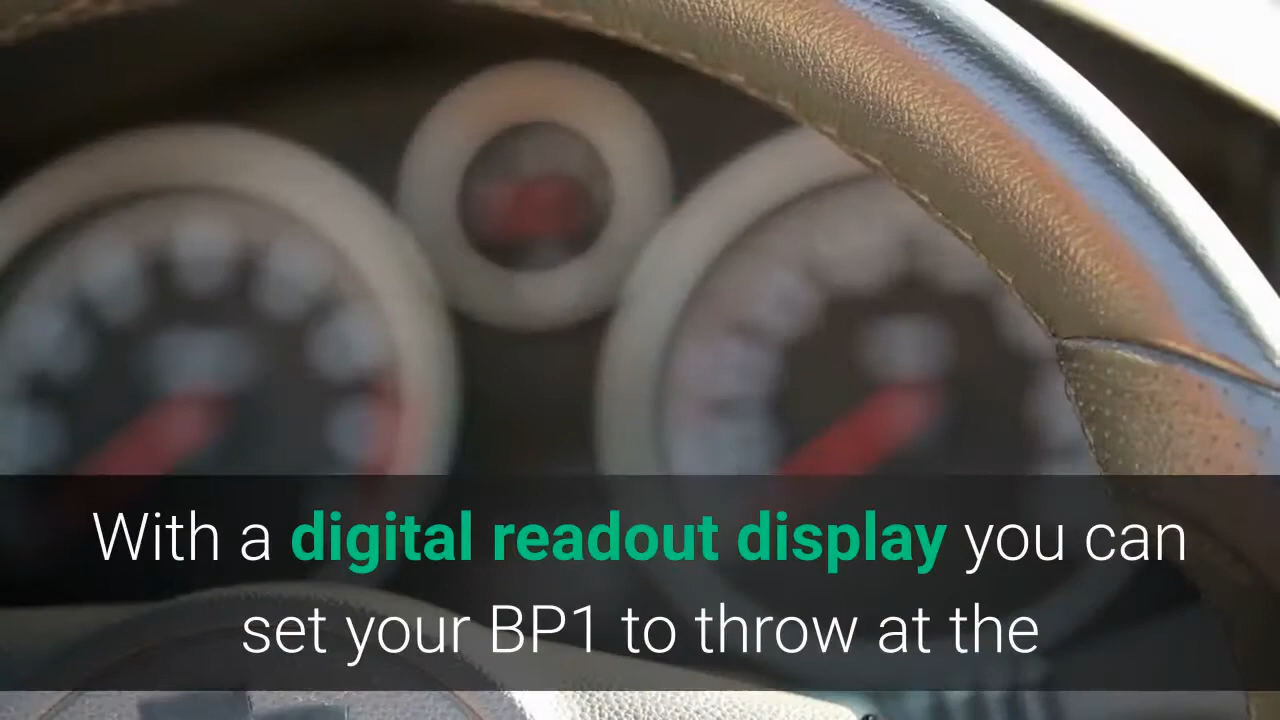 With a digital readout display you can
set your BP1 to throw at the